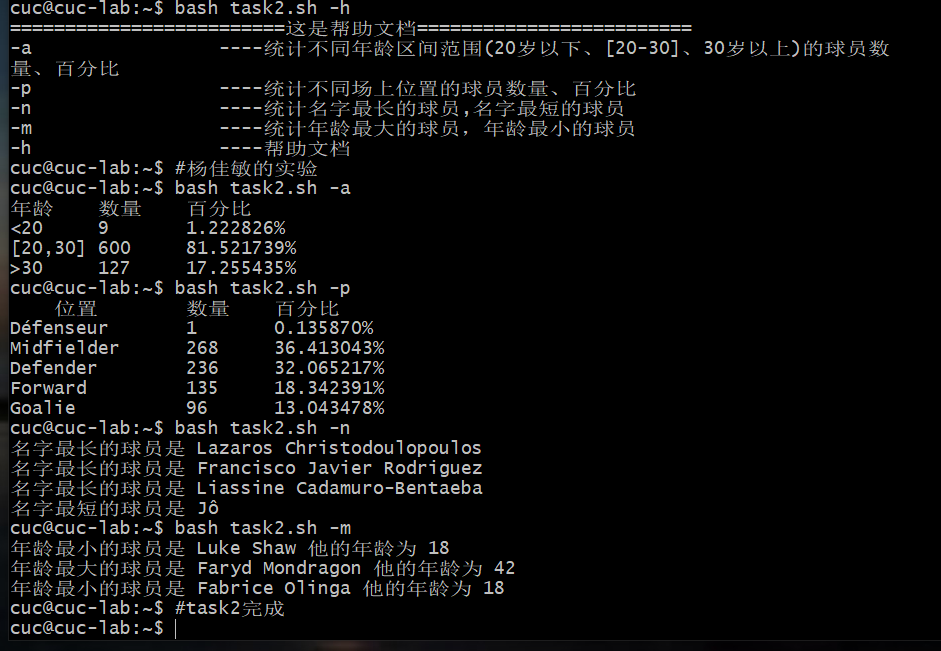 cuc@cuc-lab:~$ bash task2.sh -h
=========================这是帮助文档=========================
-a                 ----统计不同年龄区间范围(20岁以下、[20-30]、30岁以上)的球员数
量、百分比
-p                 ----统计不同场上位置的球员数量、百分比
-n                 ----统计名字最长的球员,名字最短的球员
-m                 ----统计年龄最大的球员，年龄最小的球员
-h                 ----帮助文档
cuc@cuc-lab:~$ #杨佳敏的实验
cuc@cuc-lab:~$ bash task2.sh -a
年龄    数量    百分比
<20     9       1.222826%
[20,30] 600     81.521739%
>30     127     17.255435%
cuc@cuc-lab:~$ bash task2.sh -p
    位置        数量    百分比
Défenseur       1       0.135870%
Midfielder      268     36.413043%
Defender        236     32.065217%
Forward         135     18.342391%
Goalie          96      13.043478%
cuc@cuc-lab:~$ bash task2.sh -n
名字最长的球员是 Lazaros Christodoulopoulos
名字最长的球员是 Francisco Javier Rodriguez
名字最长的球员是 Liassine Cadamuro-Bentaeba
名字最短的球员是 Jô
cuc@cuc-lab:~$ bash task2.sh -m
年龄最小的球员是 Luke Shaw 他的年龄为 18
年龄最大的球员是 Faryd Mondragon 他的年龄为 42
年龄最小的球员是 Fabrice Olinga 他的年龄为 18
cuc@cuc-lab:~$ #task2完成
cuc@cuc-lab:~$